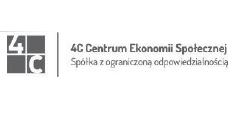 4
C
4C Centrum Ekonomii Społecznej
Spółka z ograniczoną odpowiedzialnością